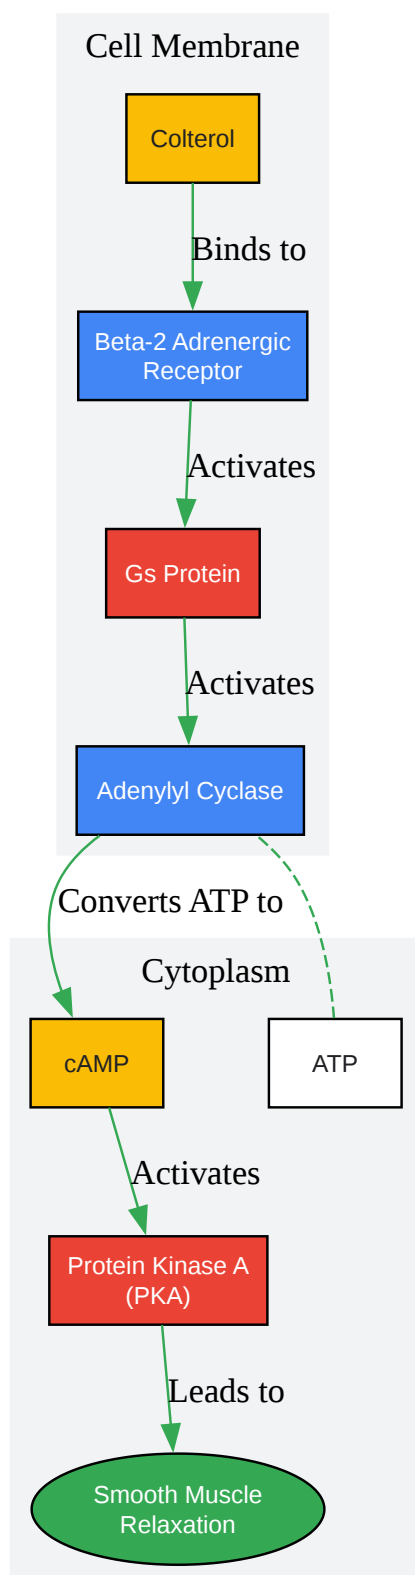 Cell Membrane
Colterol
Binds to
Beta-2 Adrenergic
Receptor
Activates
Gs Protein
Activates
Adenylyl Cyclase
Converts ATP to
Cytoplasm
cAMP
ATP
Activates
Protein Kinase A
(PKA)
Leads to
Smooth Muscle
Relaxation